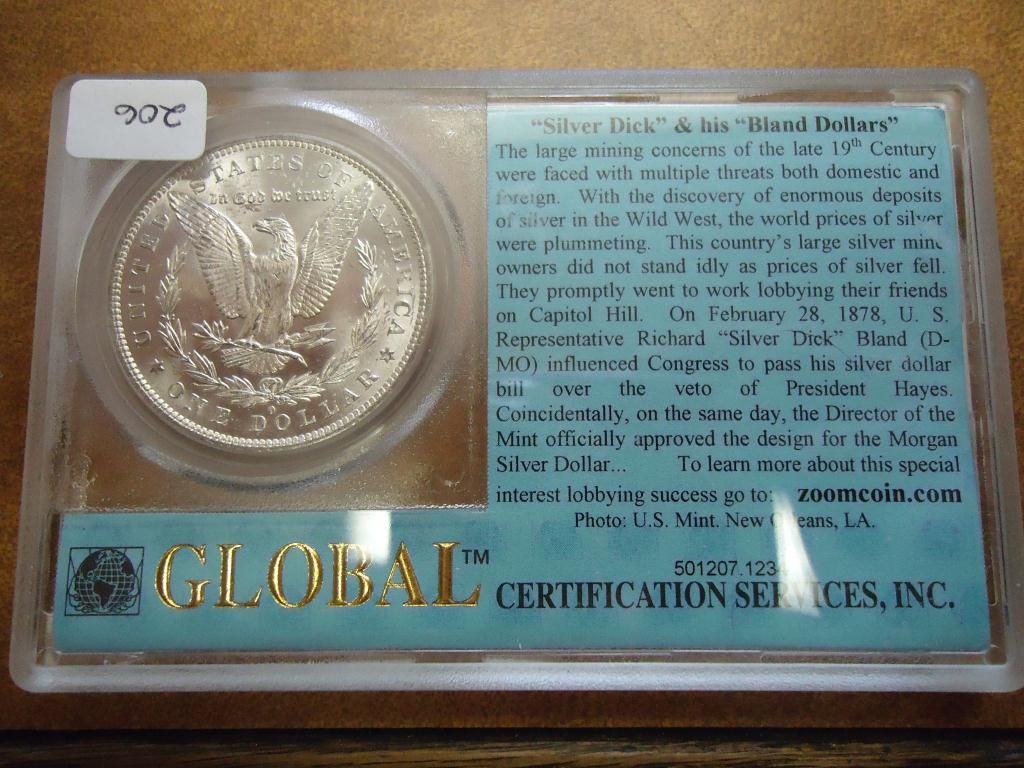 206
UNITED STATES OF AMERICA
In God we trust
ONE DOLLAR
O
"Silver Dick" & his "Bland Dollars"
The large mining concerns of the late 19th Century
were faced with multiple threats both domestic and
foreign. With the discovery of enormous deposits
of silver in the Wild West, the world prices of silver
were plummeting. This country's large silver mine
owners did not stand idly as prices of silver fell.
They promptly went to work lobbying their friends
on Capitol Hill. On February 28, 1878, U. S.
Representative Richard "Silver Dick" Bland (D-
MO) influenced Congress to pass his silver dollar
bill over the veto of President Hayes.
Coincidentally, on the same day, the Director of the
Mint officially approved the design for the Morgan
Silver Dollar... To learn more about this special
interest lobbying success go to: zoomcoin.com
Photo: U.S. Mint. New Orleans, LA.
501207.123
GLOBAL™
CERTIFICATION SERVICES, INC.